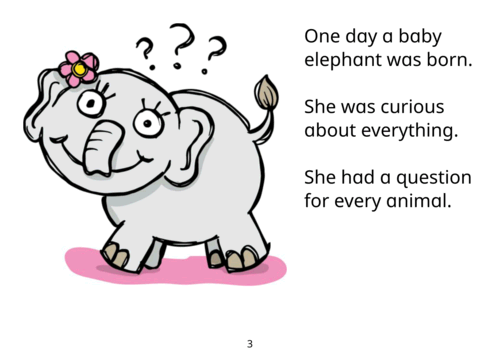 One day a baby
elephant was born.
She was curious
about everything.
She had a question
for every animal.
? ? ?
3